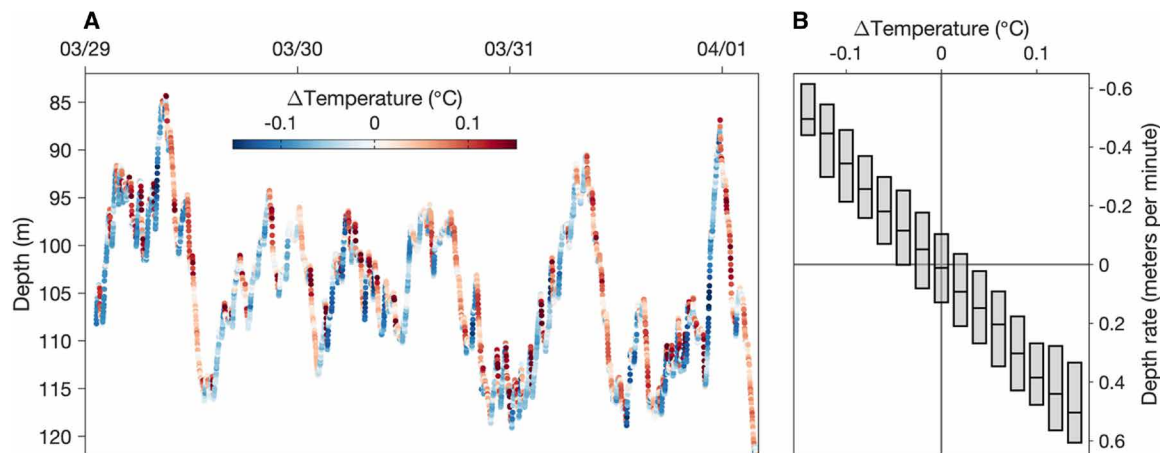 A
03/29 03/30 03/31 04/01
ΔTemperature (°C)
-0.1 0 0.1
Depth (m)
85
90
95
100
105
110
115
120
B
ΔTemperature (°C)
-0.1 0 0.1
Depth rate (meters per minute)
-0.6
-0.4
-0.2
0
0.2
0.4
0.6